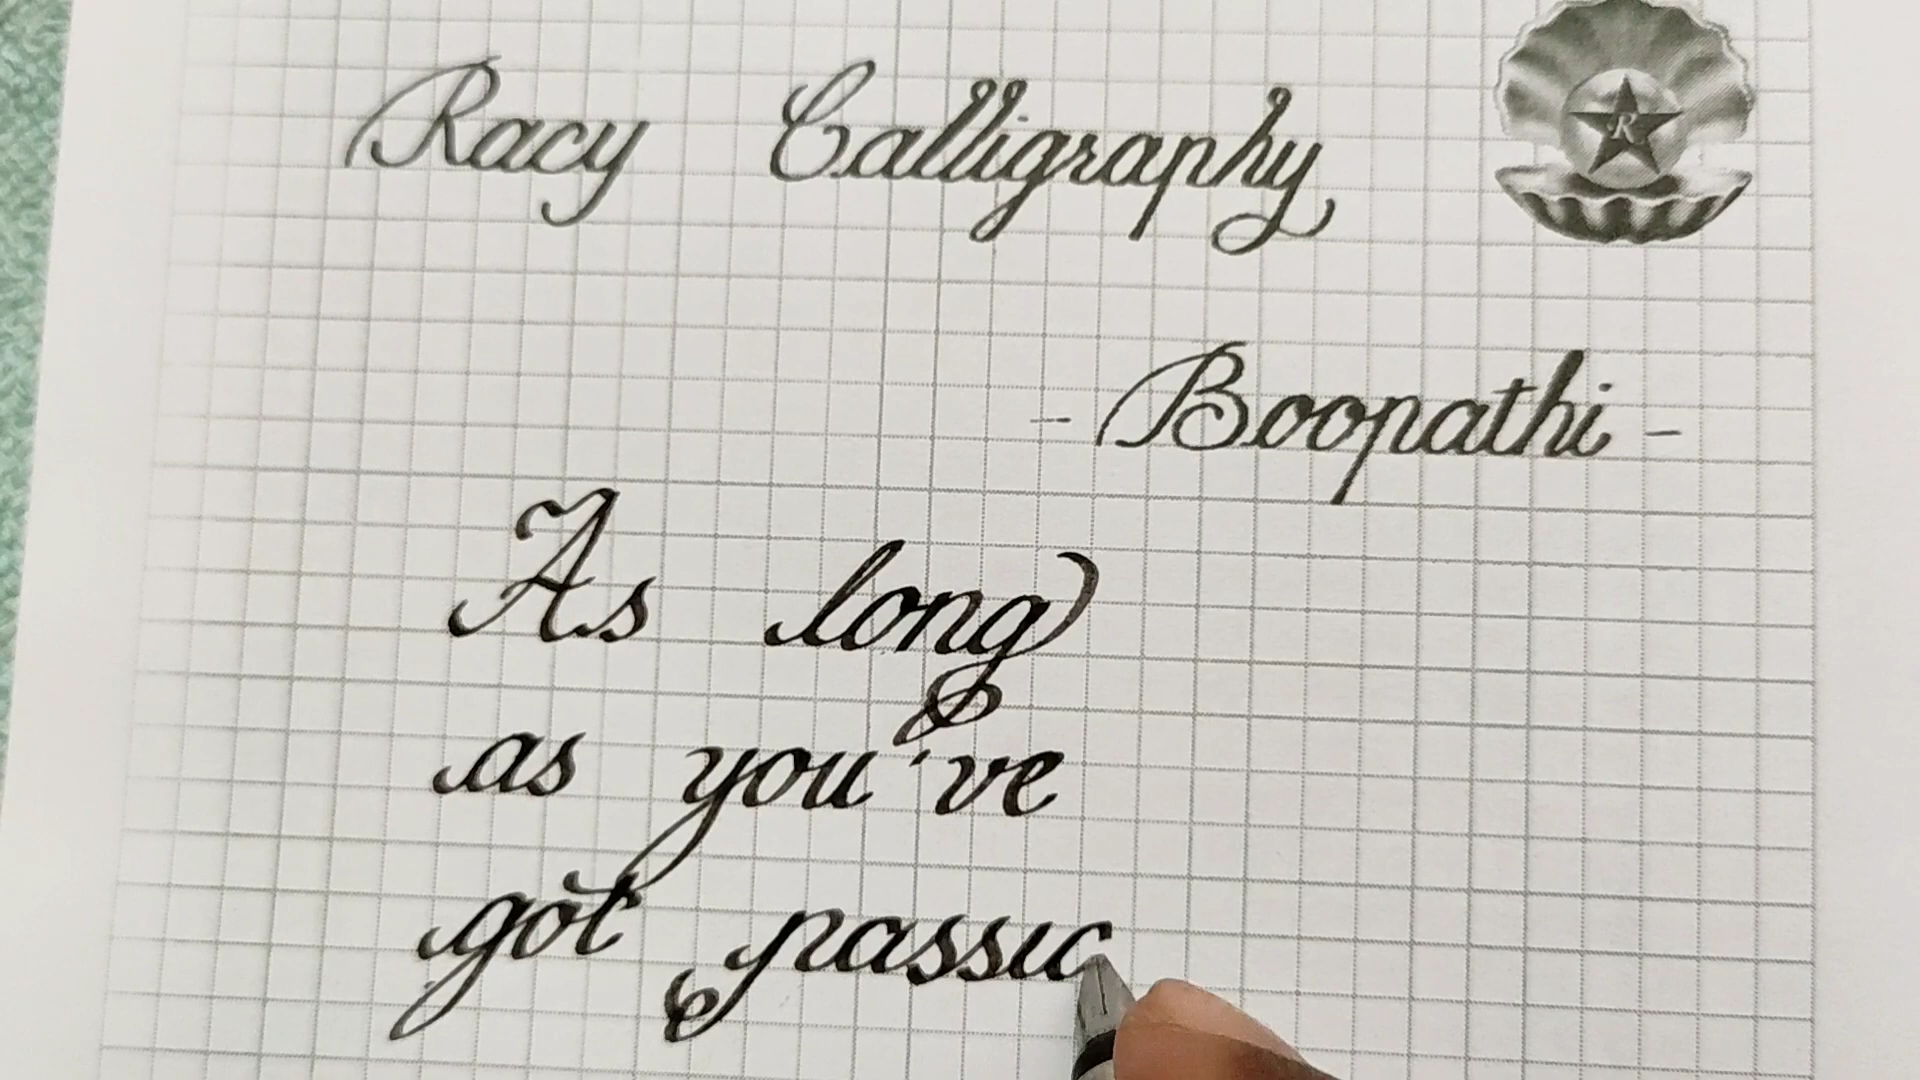 Racy Calligraphy
R
- Boopathi -
As long
as you've
got passio